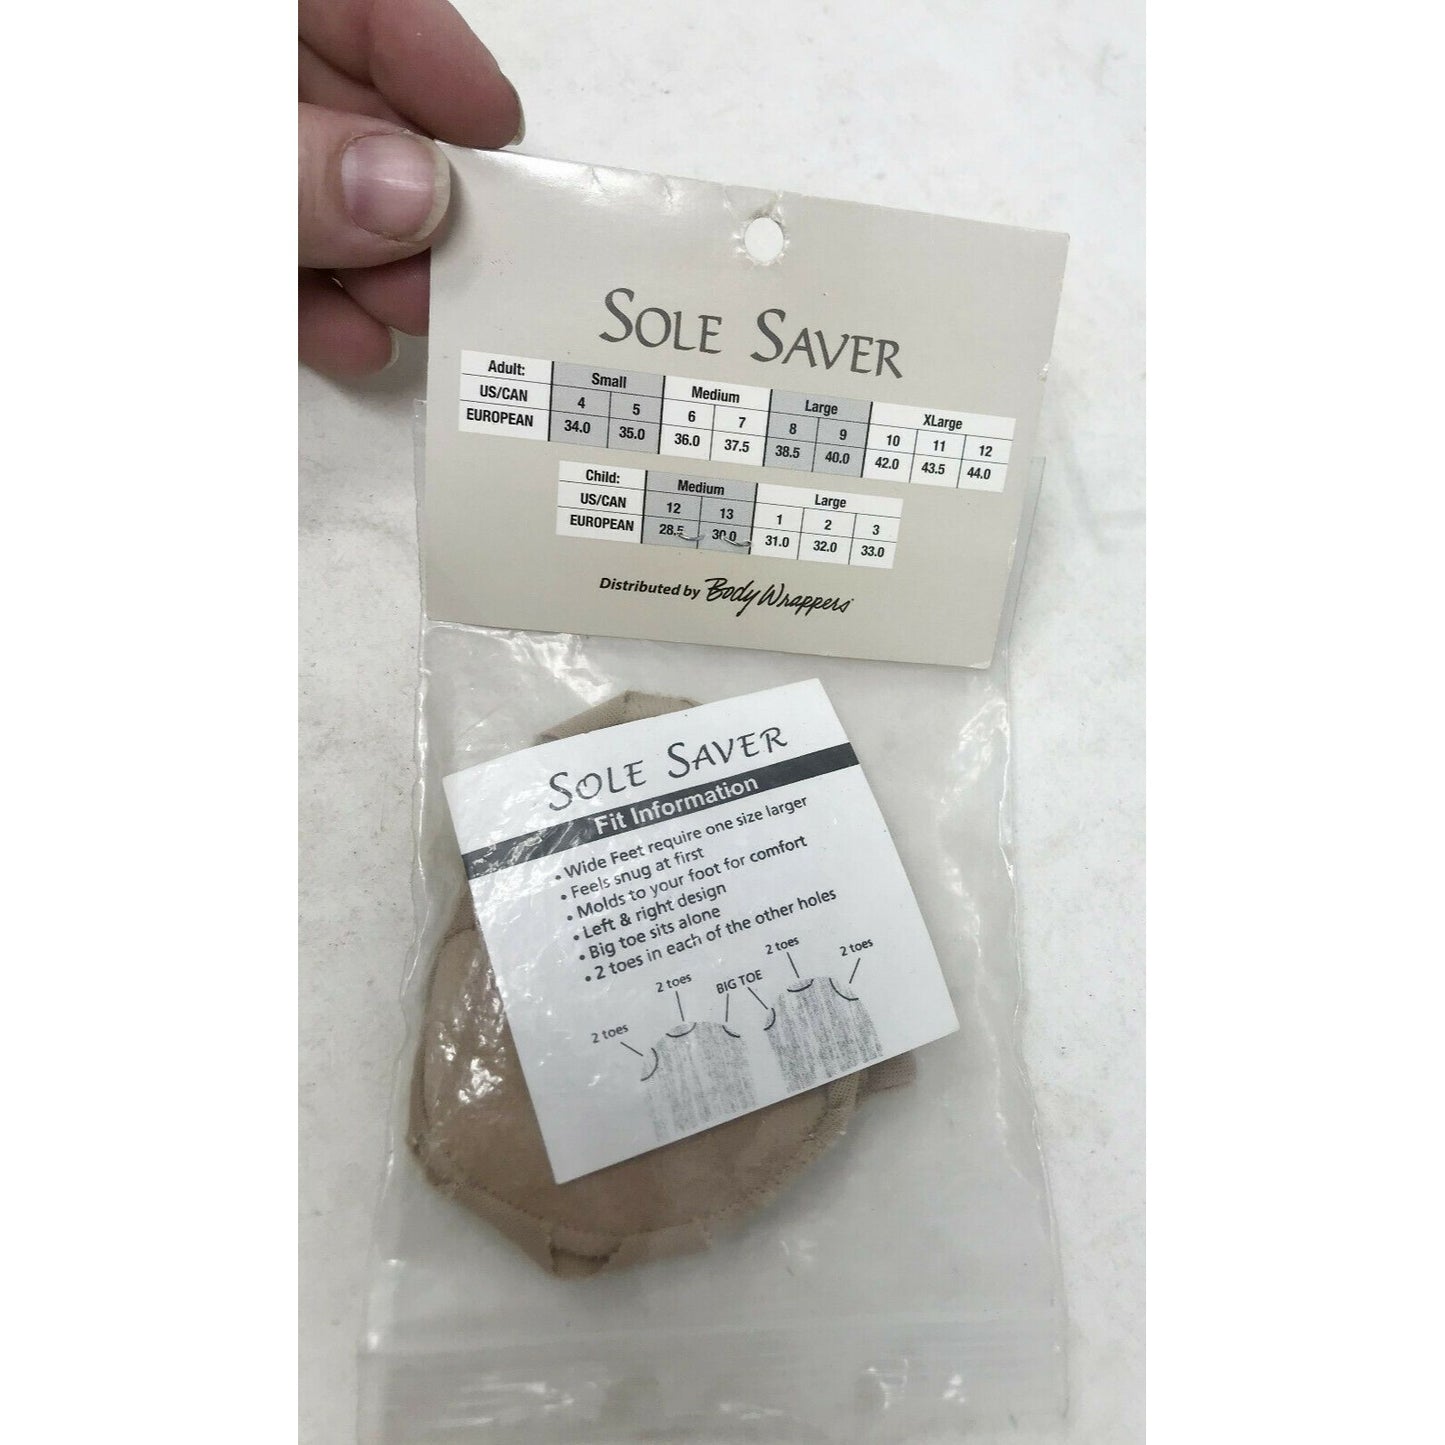 SOLE SAVER
Adult: Small Medium Large XLarge
US/CAN 4 5 6 7 8 9 10 11 12
EUROPEAN 34.0 35.0 36.0 37.5 38.5 40.0 42.0 43.5 44.0
Child: Medium Large
US/CAN 12 13 1 2 3
EUROPEAN 28.5 30.0 31.0 32.0 33.0
Distributed by Body Wrappers
SOLE SAVER
Fit Information
• Wide Feet require one size larger
• Feels snug at first
• Molds to your foot for comfort
• Left & right design
• Big toe sits alone
• 2 toes in each of the other holes
2 toes 2 toes BIG TOE 2 toes 2 toes